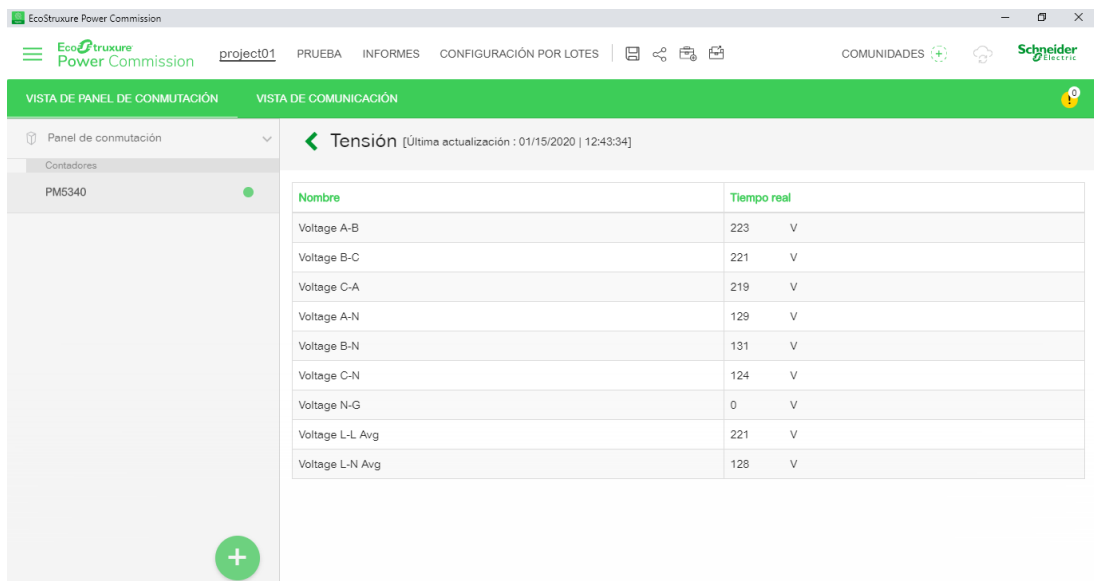 EcoStruxure Power Commission
EcoStruxure
Power Commission
project01 PRUEBA INFORMES CONFIGURACIÓN POR LOTES COMUNIDADES
Schneider
Electric
VISTA DE PANEL DE CONMUTACIÓN VISTA DE COMUNICACIÓN 0
Panel de conmutación
Contadores
PM5340
Tensión [Última actualización : 01/15/2020 | 12:43:34]
Nombre Tiempo real
Voltage A-B 223 V
Voltage B-C 221 V
Voltage C-A 219 V
Voltage A-N 129 V
Voltage B-N 131 V
Voltage C-N 124 V
Voltage N-G 0 V
Voltage L-L Avg 221 V
Voltage L-N Avg 128 V